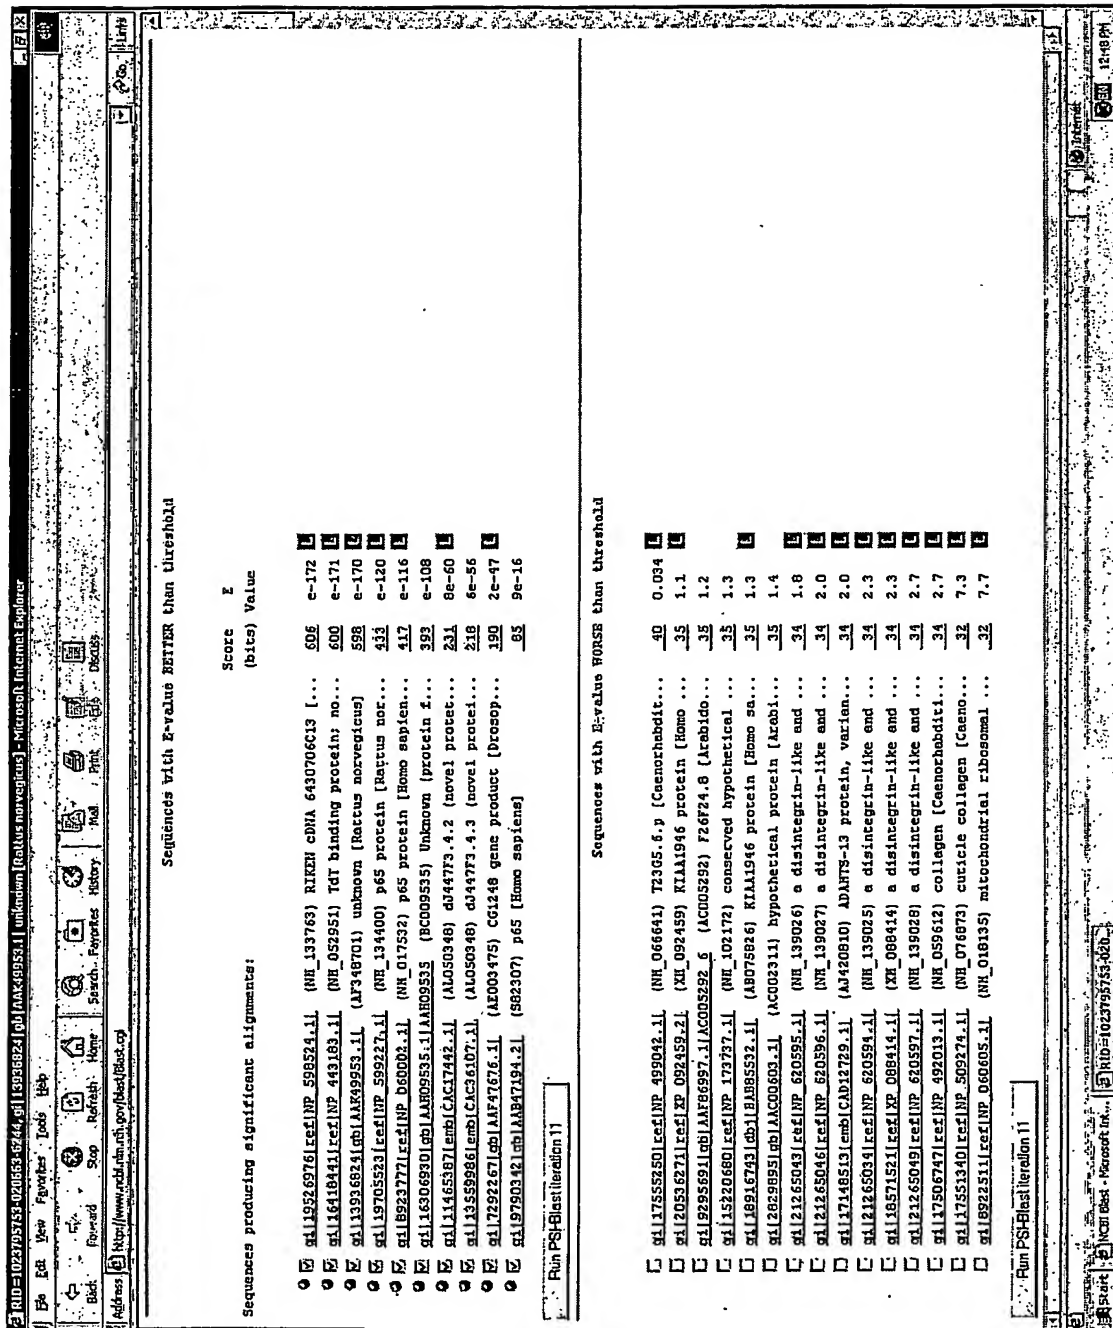 RID=1023795753-020563-6244, gi|13936824|gb|AAK49953.1| unknown [Rattus norvegicus] - Microsoft Internet Explorer
File Edit View Favorites Tools Help
Back Forward Stop Refresh Home Search Favorites History Mail Print Edit Discuss
Address http://www.ncbi.nlm.nih.gov/blast/Blast.cgi Go Links
Sequences with E-value BETTER than threshold
Score E
Sequences producing significant alignments: (bits) Value
gi|19526976|ref|NP_598524.1| (NM_133763) RIKEN cDNA 6430706C13 [... 606 e-172 L
gi|16418441|ref|NP_443183.1| (NM_052951) TdT binding protein; no... 600 e-171 L
gi|13936824|gb|AAK49953.1| (AF348701) unknown [Rattus norvegicus] 598 e-170 L
gi|19705523|ref|NP_599227.1| (NM_134400) p65 protein [Rattus nor... 433 e-120 L
gi|8923777|ref|NP_060002.1| (NM_017532) p65 protein [Homo sapien... 417 e-116 L
gi|16306930|gb|AAH09535.1|AAH09535 (BC009535) Unknown (protein f... 393 e-108
gi|11465387|emb|CAC17442.1| (AL050348) dJ447F3.4.2 (novel protei... 231 8e-60 L
gi|13559986|emb|CAC36107.1| (AL050348) dJ447F3.4.3 (novel protei... 218 6e-56
gi|7292267|gb|AAF47676.1| (AE003475) CG1248 gene product [Drosop... 190 2e-47 L
gi|9790342|gb|AAB47194.2| (S82307) p65 [Homo sapiens] 85 9e-16
Run PSI-Blast iteration 11
Sequences with E-value WORSE than threshold
gi|17555250|ref|NP_499042.1| (NM_066641) T23G5.6.p [Caenorhabdit... 40 0.034 L
gi|20536271|ref|XP_092459.2| (XM_092459) KIAA1946 protein [Homo ... 35 1.1 L
gi|9295691|gb|AAF86997.1|AC005292_6 (AC005292) F26F24.8 [Arabido... 35 1.2
gi|15220680|ref|NP_173737.1| (NM_102172) conserved hypothetical ... 35 1.3
gi|18916743|dbj|BAB85532.1| (AB075826) KIAA1946 protein [Homo sa... 35 1.3 L
gi|2829895|gb|AAC00603.1| (AC002311) hypothetical protein [Arabi... 35 1.4
gi|21265043|ref|NP_620595.1| (NM_139026) a disintegrin-like and ... 34 1.8 L
gi|21265046|ref|NP_620596.1| (NM_139027) a disintegrin-like and ... 34 2.0 L
gi|17148513|emb|CAD12729.1| (AJ420810) ADAMTS-13 protein, varian... 34 2.0 L
gi|21265034|ref|NP_620594.1| (NM_139025) a disintegrin-like and ... 34 2.3 L
gi|18571521|ref|XP_088414.1| (XM_088414) a disintegrin-like and ... 34 2.3 L
gi|21265049|ref|NP_620597.1| (NM_139028) a disintegrin-like and ... 34 2.7 L
gi|17506747|ref|NP_492013.1| (NM_059612) collagen [Caenorhabditi... 34 2.7 L
gi|17551340|ref|NP_509274.1| (NM_076873) cuticle collagen [Caeno... 32 7.3 L
gi|8922511|ref|NP_060605.1| (NM_018135) mitochondrial ribosomal ... 32 7.7 L
Run PSI-Blast iteration 11
Internet
Start NCBI Blast - Microsoft Int... RID=1023795753-020... 12:48 PM